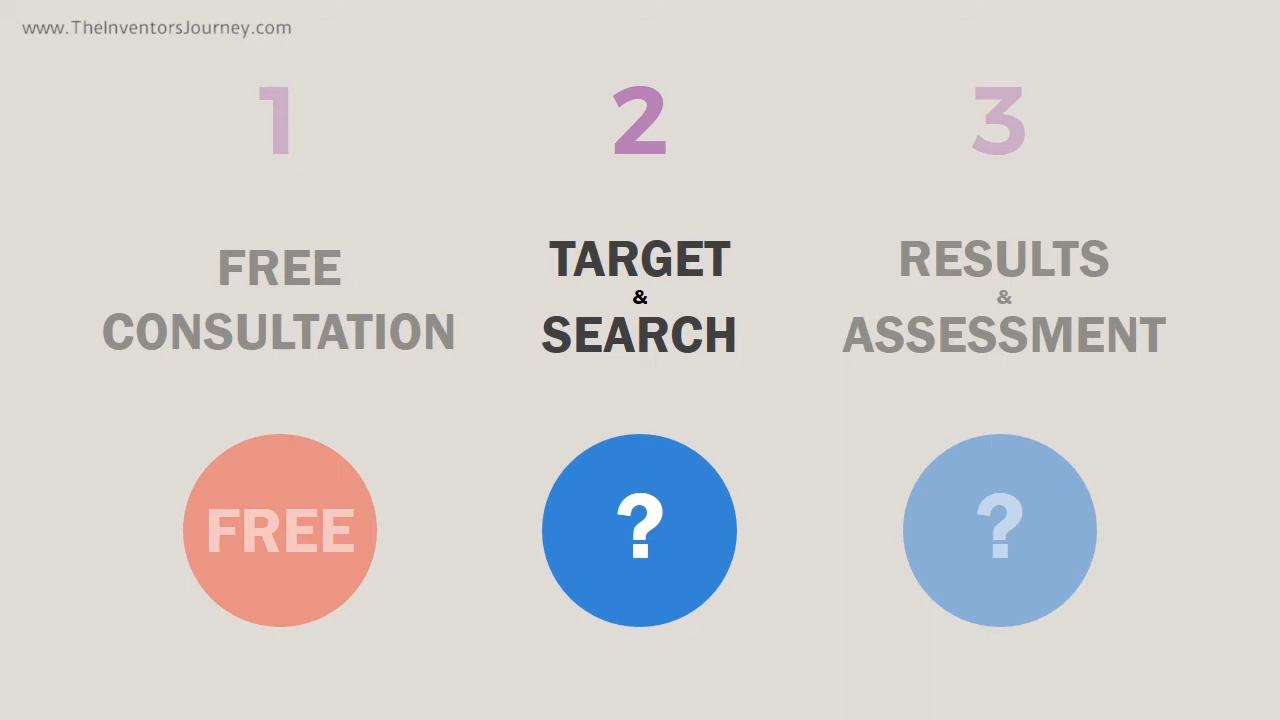 www.TheInventorsJourney.com
1
2
3
FREE
CONSULTATION
TARGET
&
SEARCH
RESULTS
&
ASSESSMENT
FREE
?
?